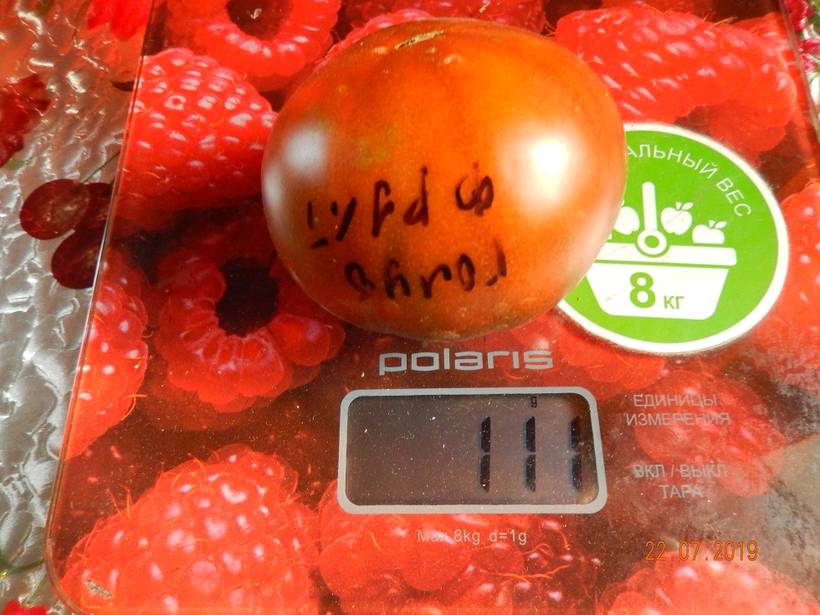 АЛЬНЫЙ ВЕС
8 КГ
polaris
g
111
ЕДИНИЦЫ
ИЗМЕРЕНИЯ
ВКЛ / ВЫКЛ
ТАРА
Max 8kg d=1g
22.07.2019